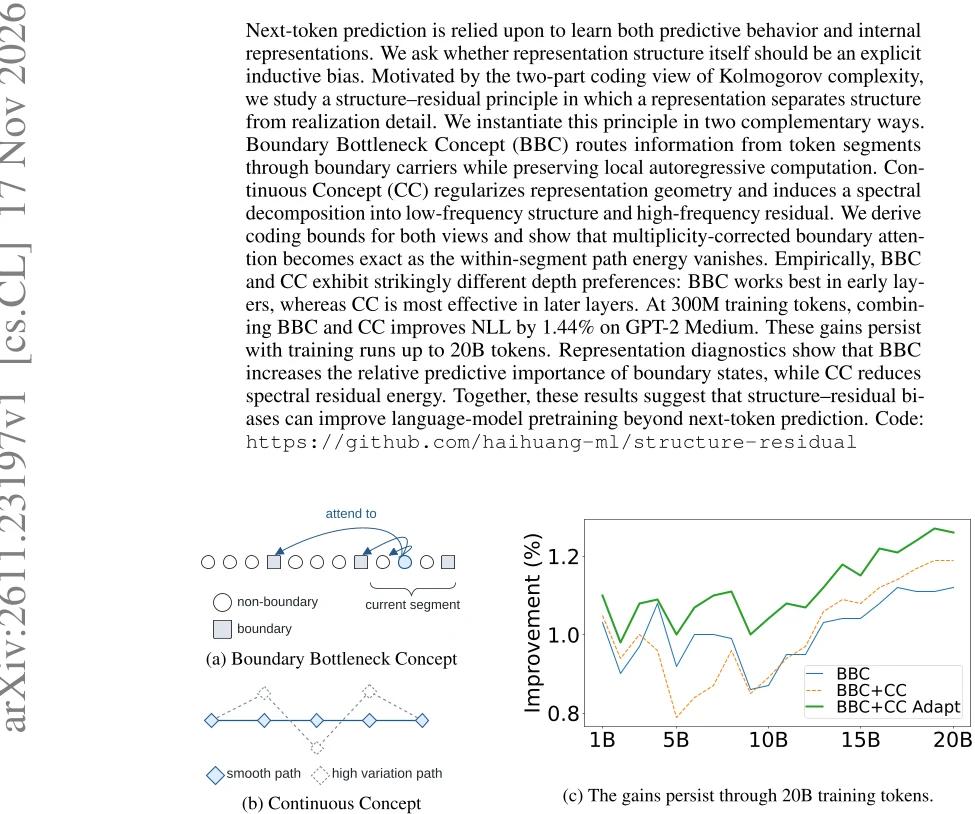 arXiv:2611.23197v1 [cs.CL] 17 Nov 2026
Next-token prediction is relied upon to learn both predictive behavior and internal
representations. We ask whether representation structure itself should be an explicit
inductive bias. Motivated by the two-part coding view of Kolmogorov complexity,
we study a structure–residual principle in which a representation separates structure
from realization detail. We instantiate this principle in two complementary ways.
Boundary Bottleneck Concept (BBC) routes information from token segments
through boundary carriers while preserving local autoregressive computation. Con-
tinuous Concept (CC) regularizes representation geometry and induces a spectral
decomposition into low-frequency structure and high-frequency residual. We derive
coding bounds for both views and show that multiplicity-corrected boundary atten-
tion becomes exact as the within-segment path energy vanishes. Empirically, BBC
and CC exhibit strikingly different depth preferences: BBC works best in early lay-
ers, whereas CC is most effective in later layers. At 300M training tokens, combin-
ing BBC and CC improves NLL by 1.44% on GPT-2 Medium. These gains persist
with training runs up to 20B tokens. Representation diagnostics show that BBC
increases the relative predictive importance of boundary states, while CC reduces
spectral residual energy. Together, these results suggest that structure–residual bi-
ases can improve language-model pretraining beyond next-token prediction. Code:
https://github.com/haihuang-ml/structure-residual
attend to
current segment
non-boundary
boundary
(a) Boundary Bottleneck Concept
smooth path
high variation path
(b) Continuous Concept
Improvement (%)
1.2
1.0
0.8
BBC
BBC+CC
BBC+CC Adapt
1B 5B 10B 15B 20B
(c) The gains persist through 20B training tokens.